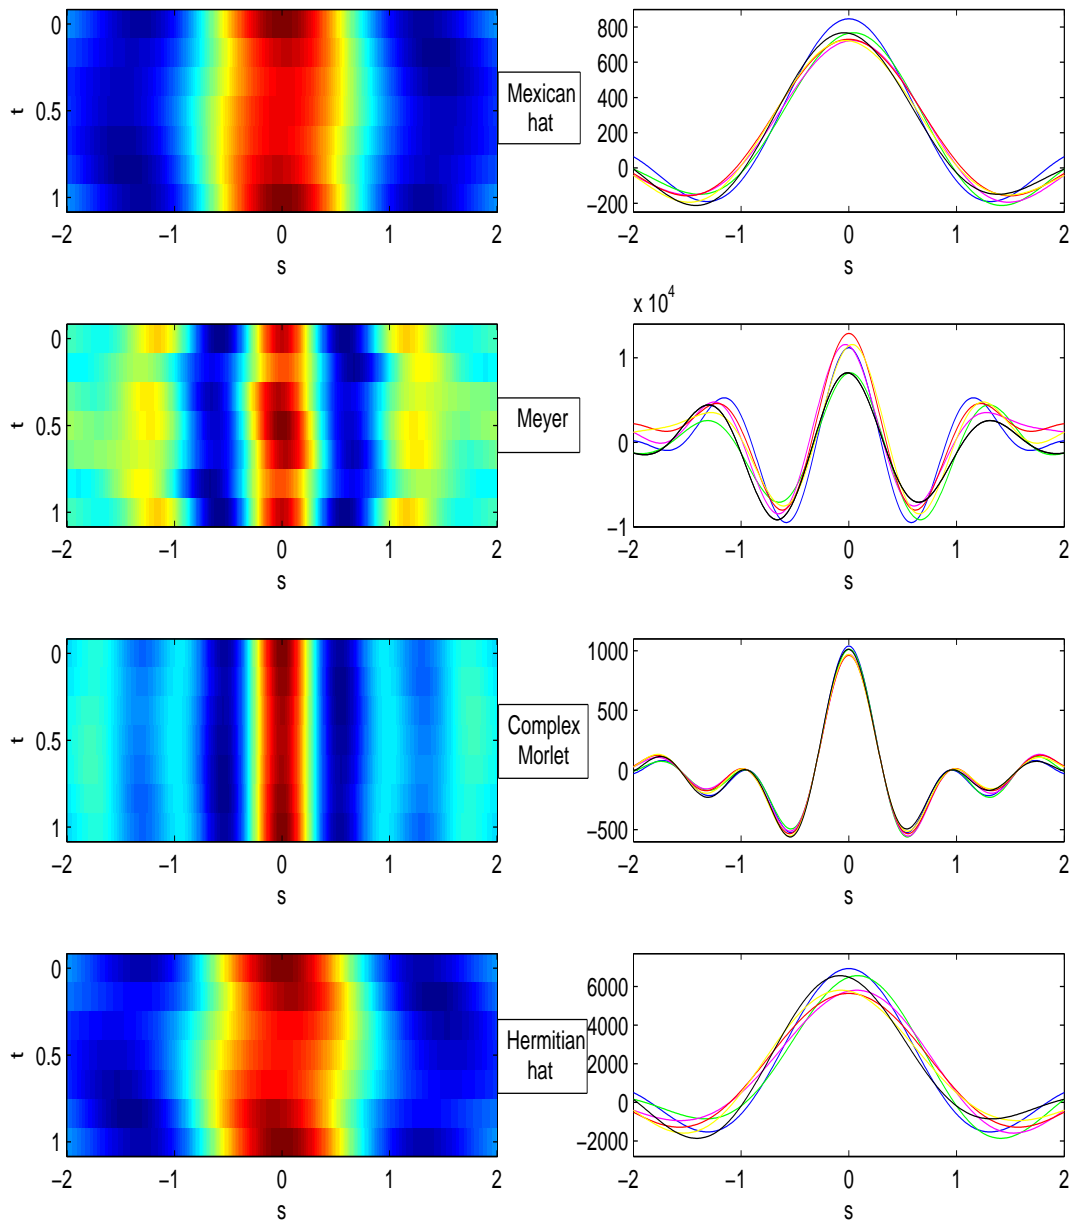 0
0.5
1
t
−2 −1 0 1 2
s
Mexican
hat
800
600
400
200
0
−200
−2 −1 0 1 2
s
0
0.5
1
t
−2 −1 0 1 2
s
Meyer
x 10^4
1
0
−1
−2 −1 0 1 2
s
0
0.5
1
t
−2 −1 0 1 2
s
Complex
Morlet
1000
500
0
−500
−2 −1 0 1 2
s
0
0.5
1
t
−2 −1 0 1 2
s
Hermitian
hat
6000
4000
2000
0
−2000
−2 −1 0 1 2
s